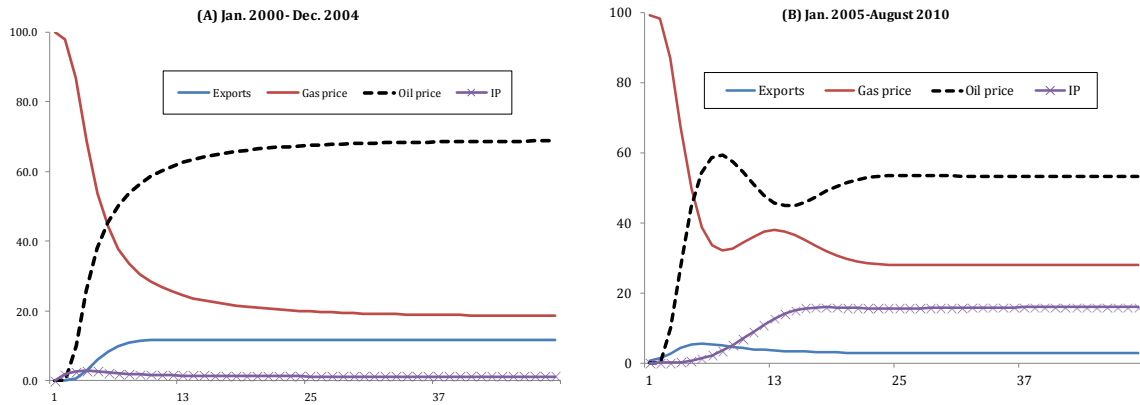 (A) Jan. 2000- Dec. 2004
100.0
80.0
60.0
40.0
20.0
0.0
Exports Gas price Oil price IP
1 13 25 37
(B) Jan. 2005-August 2010
100
80
60
40
20
0
Exports Gas price Oil price IP
1 13 25 37